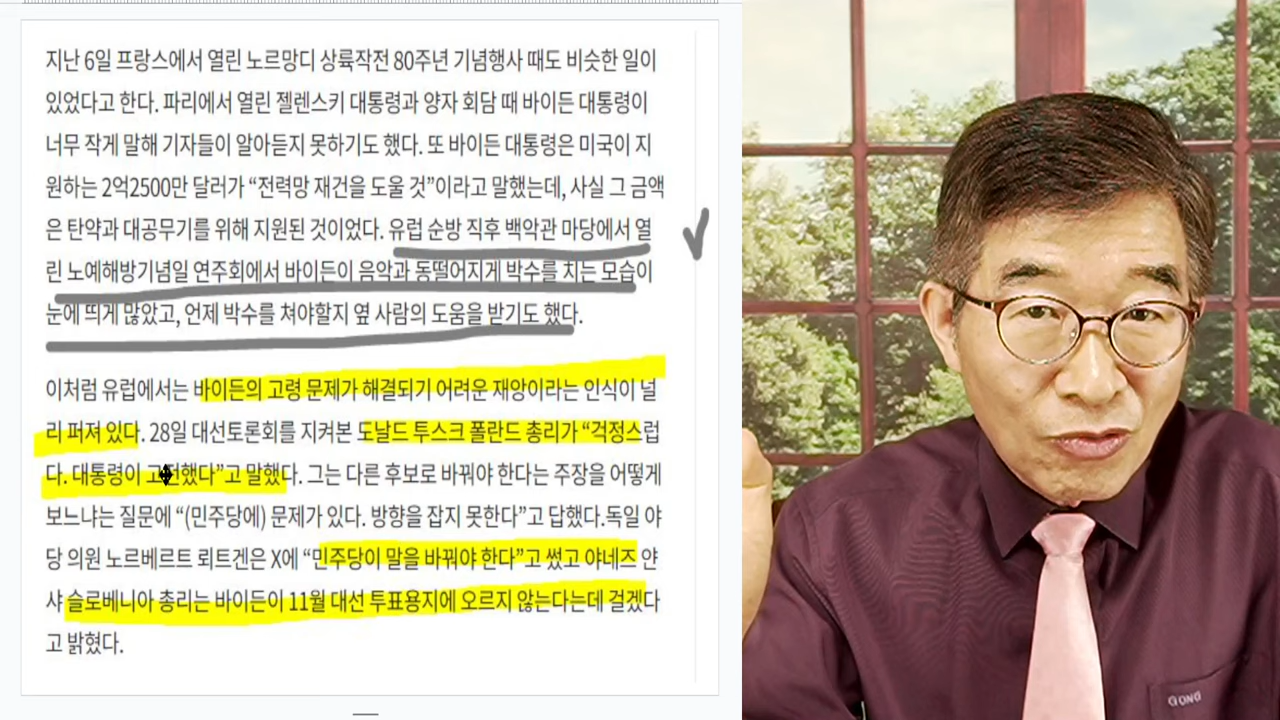 지난 6일 프랑스에서 열린 노르망디 상륙작전 80주년 기념행사 때도 비슷한 일이
있었다고 한다. 파리에서 열린 젤렌스키 대통령과 양자 회담 때 바이든 대통령이
너무 작게 말해 기자들이 알아듣지 못하기도 했다. 또 바이든 대통령은 미국이 지
원하는 2억2500만 달러가 “전력망 재건을 도울 것”이라고 말했는데, 사실 그 금액
은 탄약과 대공무기를 위해 지원된 것이었다. 유럽 순방 직후 백악관 마당에서 열
린 노예해방기념일 연주회에서 바이든이 음악과 동떨어지게 박수를 치는 모습이
눈에 띄게 많았고, 언제 박수를 쳐야할지 옆 사람의 도움을 받기도 했다.
이처럼 유럽에서는 바이든의 고령 문제가 해결되기 어려운 재앙이라는 인식이 널
리 퍼져 있다. 28일 대선토론회를 지켜본 도날드 투스크 폴란드 총리가 “걱정스럽
다. 대통령이 고전했다”고 말했다. 그는 다른 후보로 바꿔야 한다는 주장을 어떻게
보느냐는 질문에 “(민주당에) 문제가 있다. 방향을 잡지 못한다”고 답했다.독일 야
당 의원 노르베르트 뢰트겐은 X에 “민주당이 말을 바꿔야 한다”고 썼고 야네즈 얀
샤 슬로베니아 총리는 바이든이 11월 대선 투표용지에 오르지 않는다는데 걸겠다
고 밝혔다.
GONG